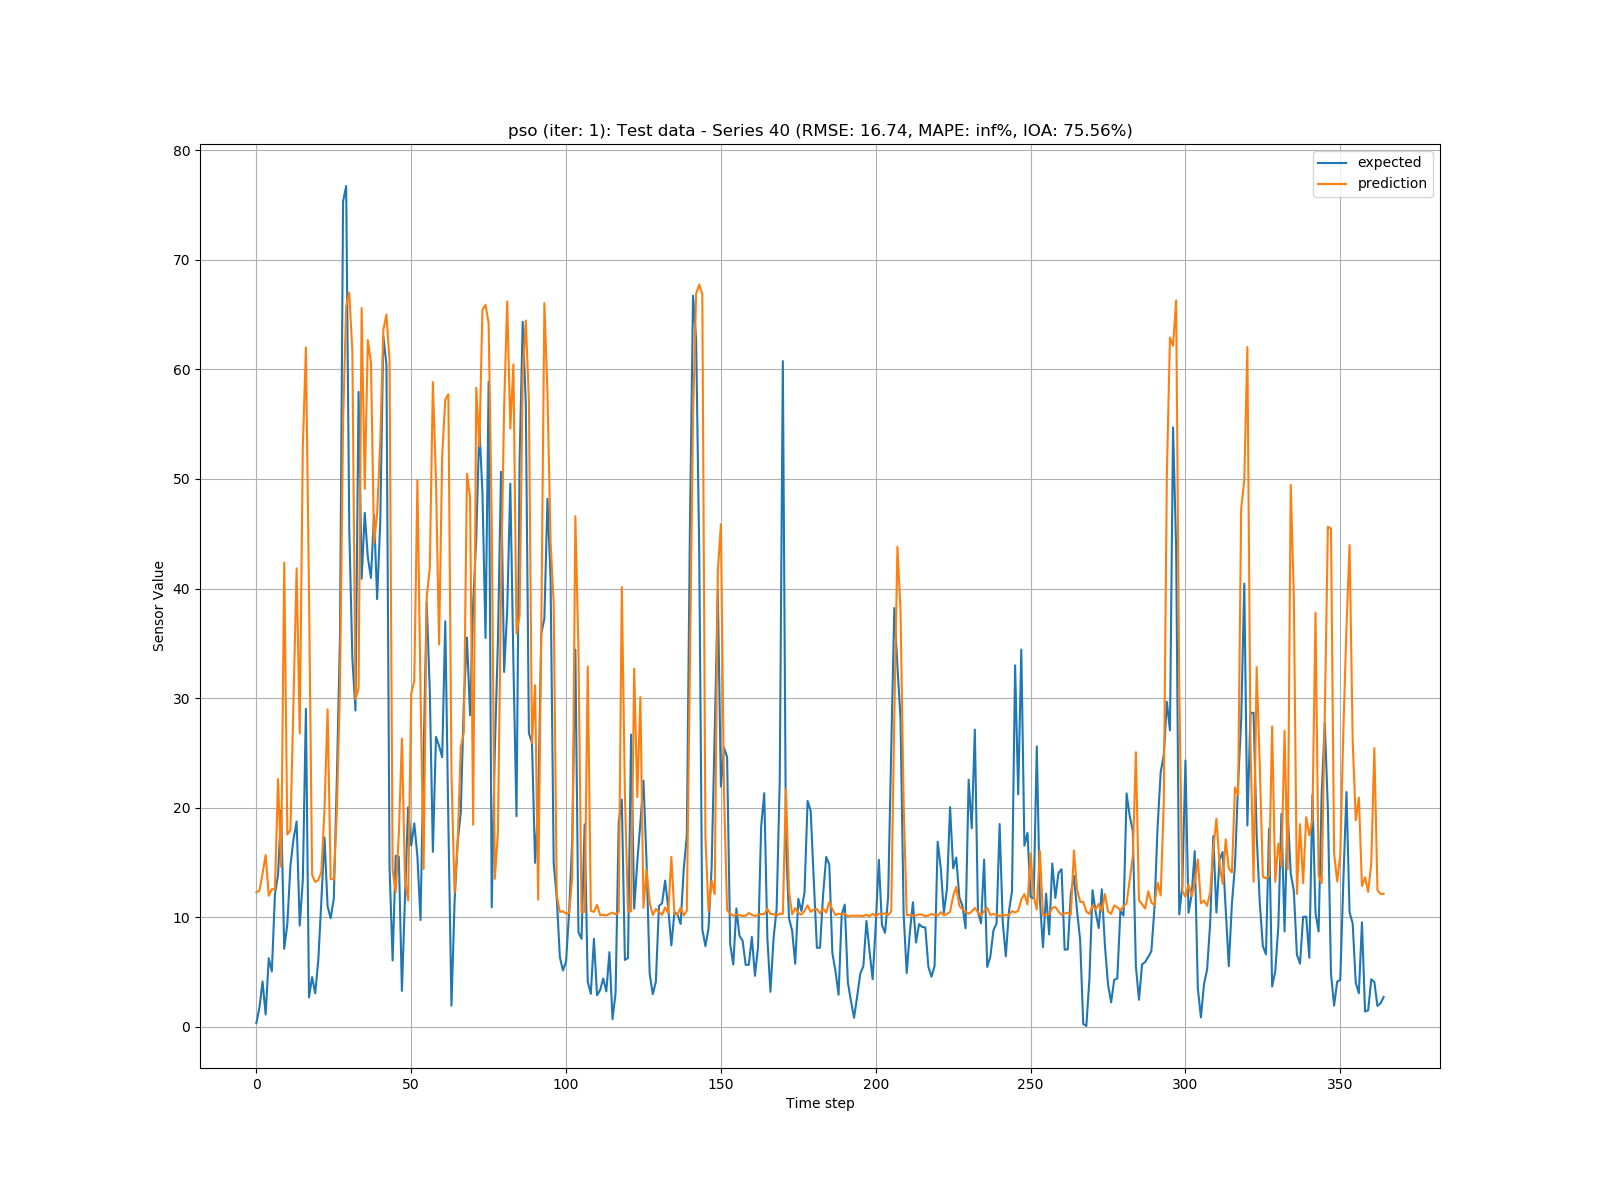 pso (iter: 1): Test data - Series 40 (RMSE: 16.74, MAPE: inf%, IOA: 75.56%)
expected
prediction
80
70
60
50
40
30
20
10
0
Sensor Value
0 50 100 150 200 250 300 350
Time step